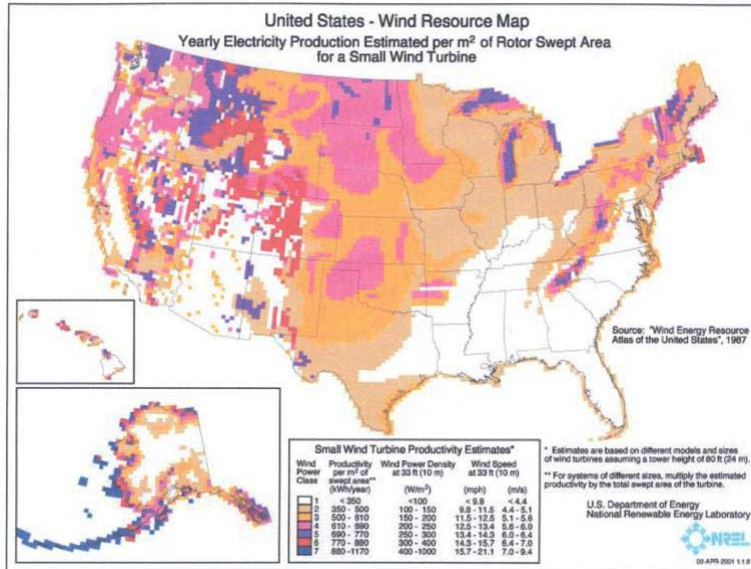 United States - Wind Resource Map
Yearly Electricity Production Estimated per m² of Rotor Swept Area
for a Small Wind Turbine
Source: "Wind Energy Resource
Atlas of the United States", 1987
Small Wind Turbine Productivity Estimates*
Wind Power Class Productivity per m² of swept area** (kWh/year) Wind Power Density at 33 ft (10 m) (W/m²) Wind Speed at 33 ft (10 m) (mph) (m/s)
1 < 350 <100 < 9.8 < 4.4
2 350 - 500 100 - 150 9.8 - 11.5 4.4 - 5.1
3 500 - 610 150 - 200 11.5 - 12.5 5.1 - 5.6
4 610 - 690 200 - 250 12.5 - 13.4 5.6 - 6.0
5 690 - 770 250 - 300 13.4 - 14.3 6.0 - 6.4
6 770 - 880 300 - 400 14.3 - 15.7 6.4 - 7.0
7 880 -1170 400 -1000 15.7 - 21.1 7.0 - 9.4
* Estimates are based on different models and sizes
of wind turbines assuming a tower height of 80 ft (24 m).
** For systems of different sizes, multiply the estimated
productivity by the total swept area of the turbine.
U.S. Department of Energy
National Renewable Energy Laboratory
NREL